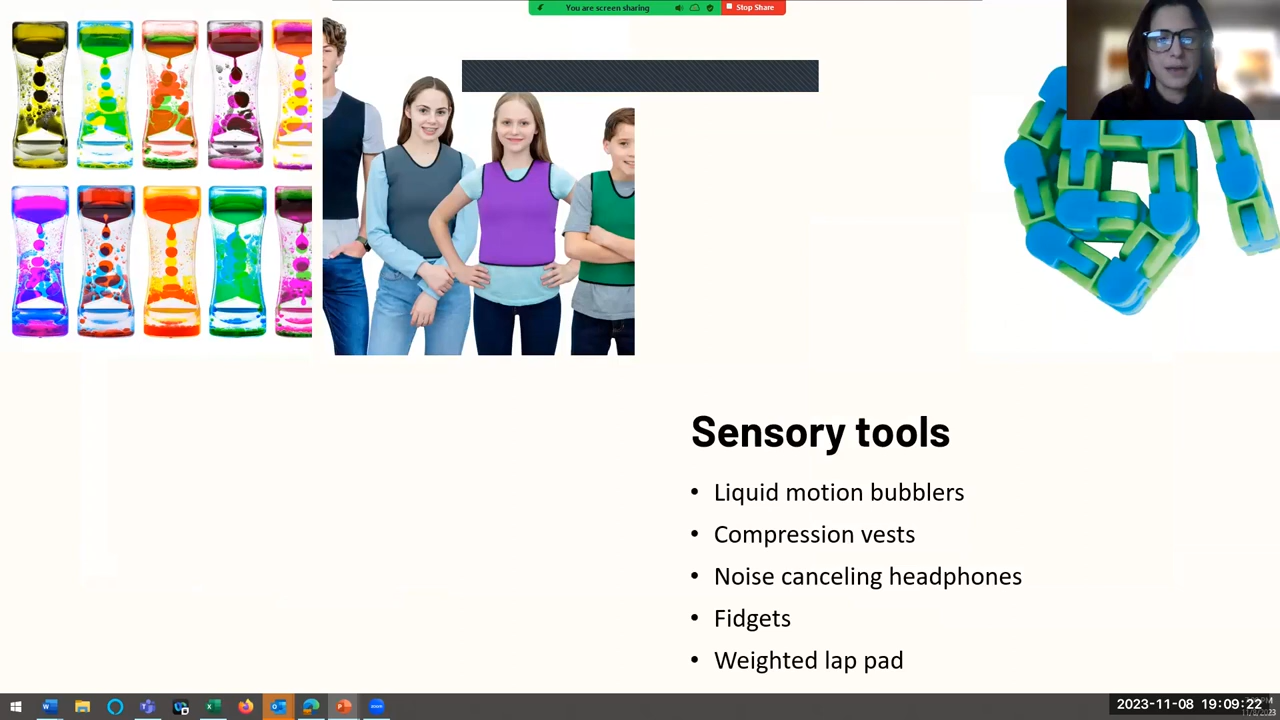 You are screen sharing
Stop Share
Sensory tools
• Liquid motion bubblers
• Compression vests
• Noise canceling headphones
• Fidgets
• Weighted lap pad
2023-11-08 19:09:22